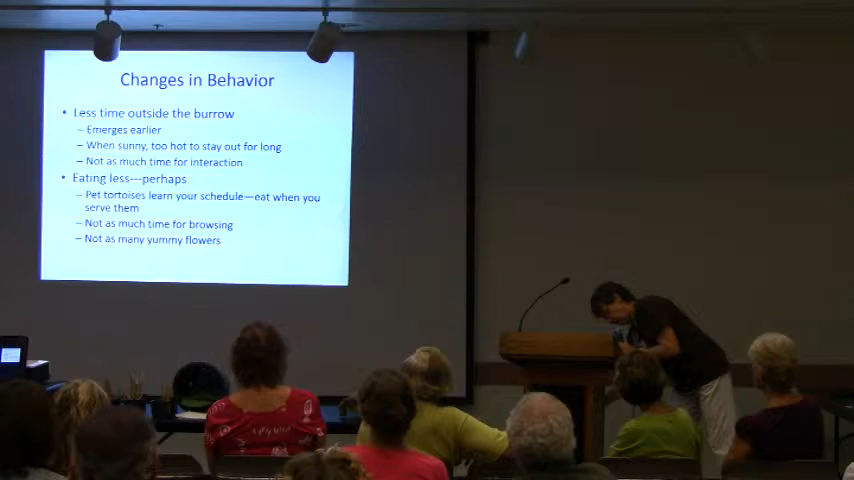 Changes in Behavior
• Less time outside the burrow
– Emerges earlier
– When sunny, too hot to stay out for long
– Not as much time for interaction
• Eating less---perhaps
– Pet tortoises learn your schedule—eat when you
serve them
– Not as much time for browsing
– Not as many yummy flowers